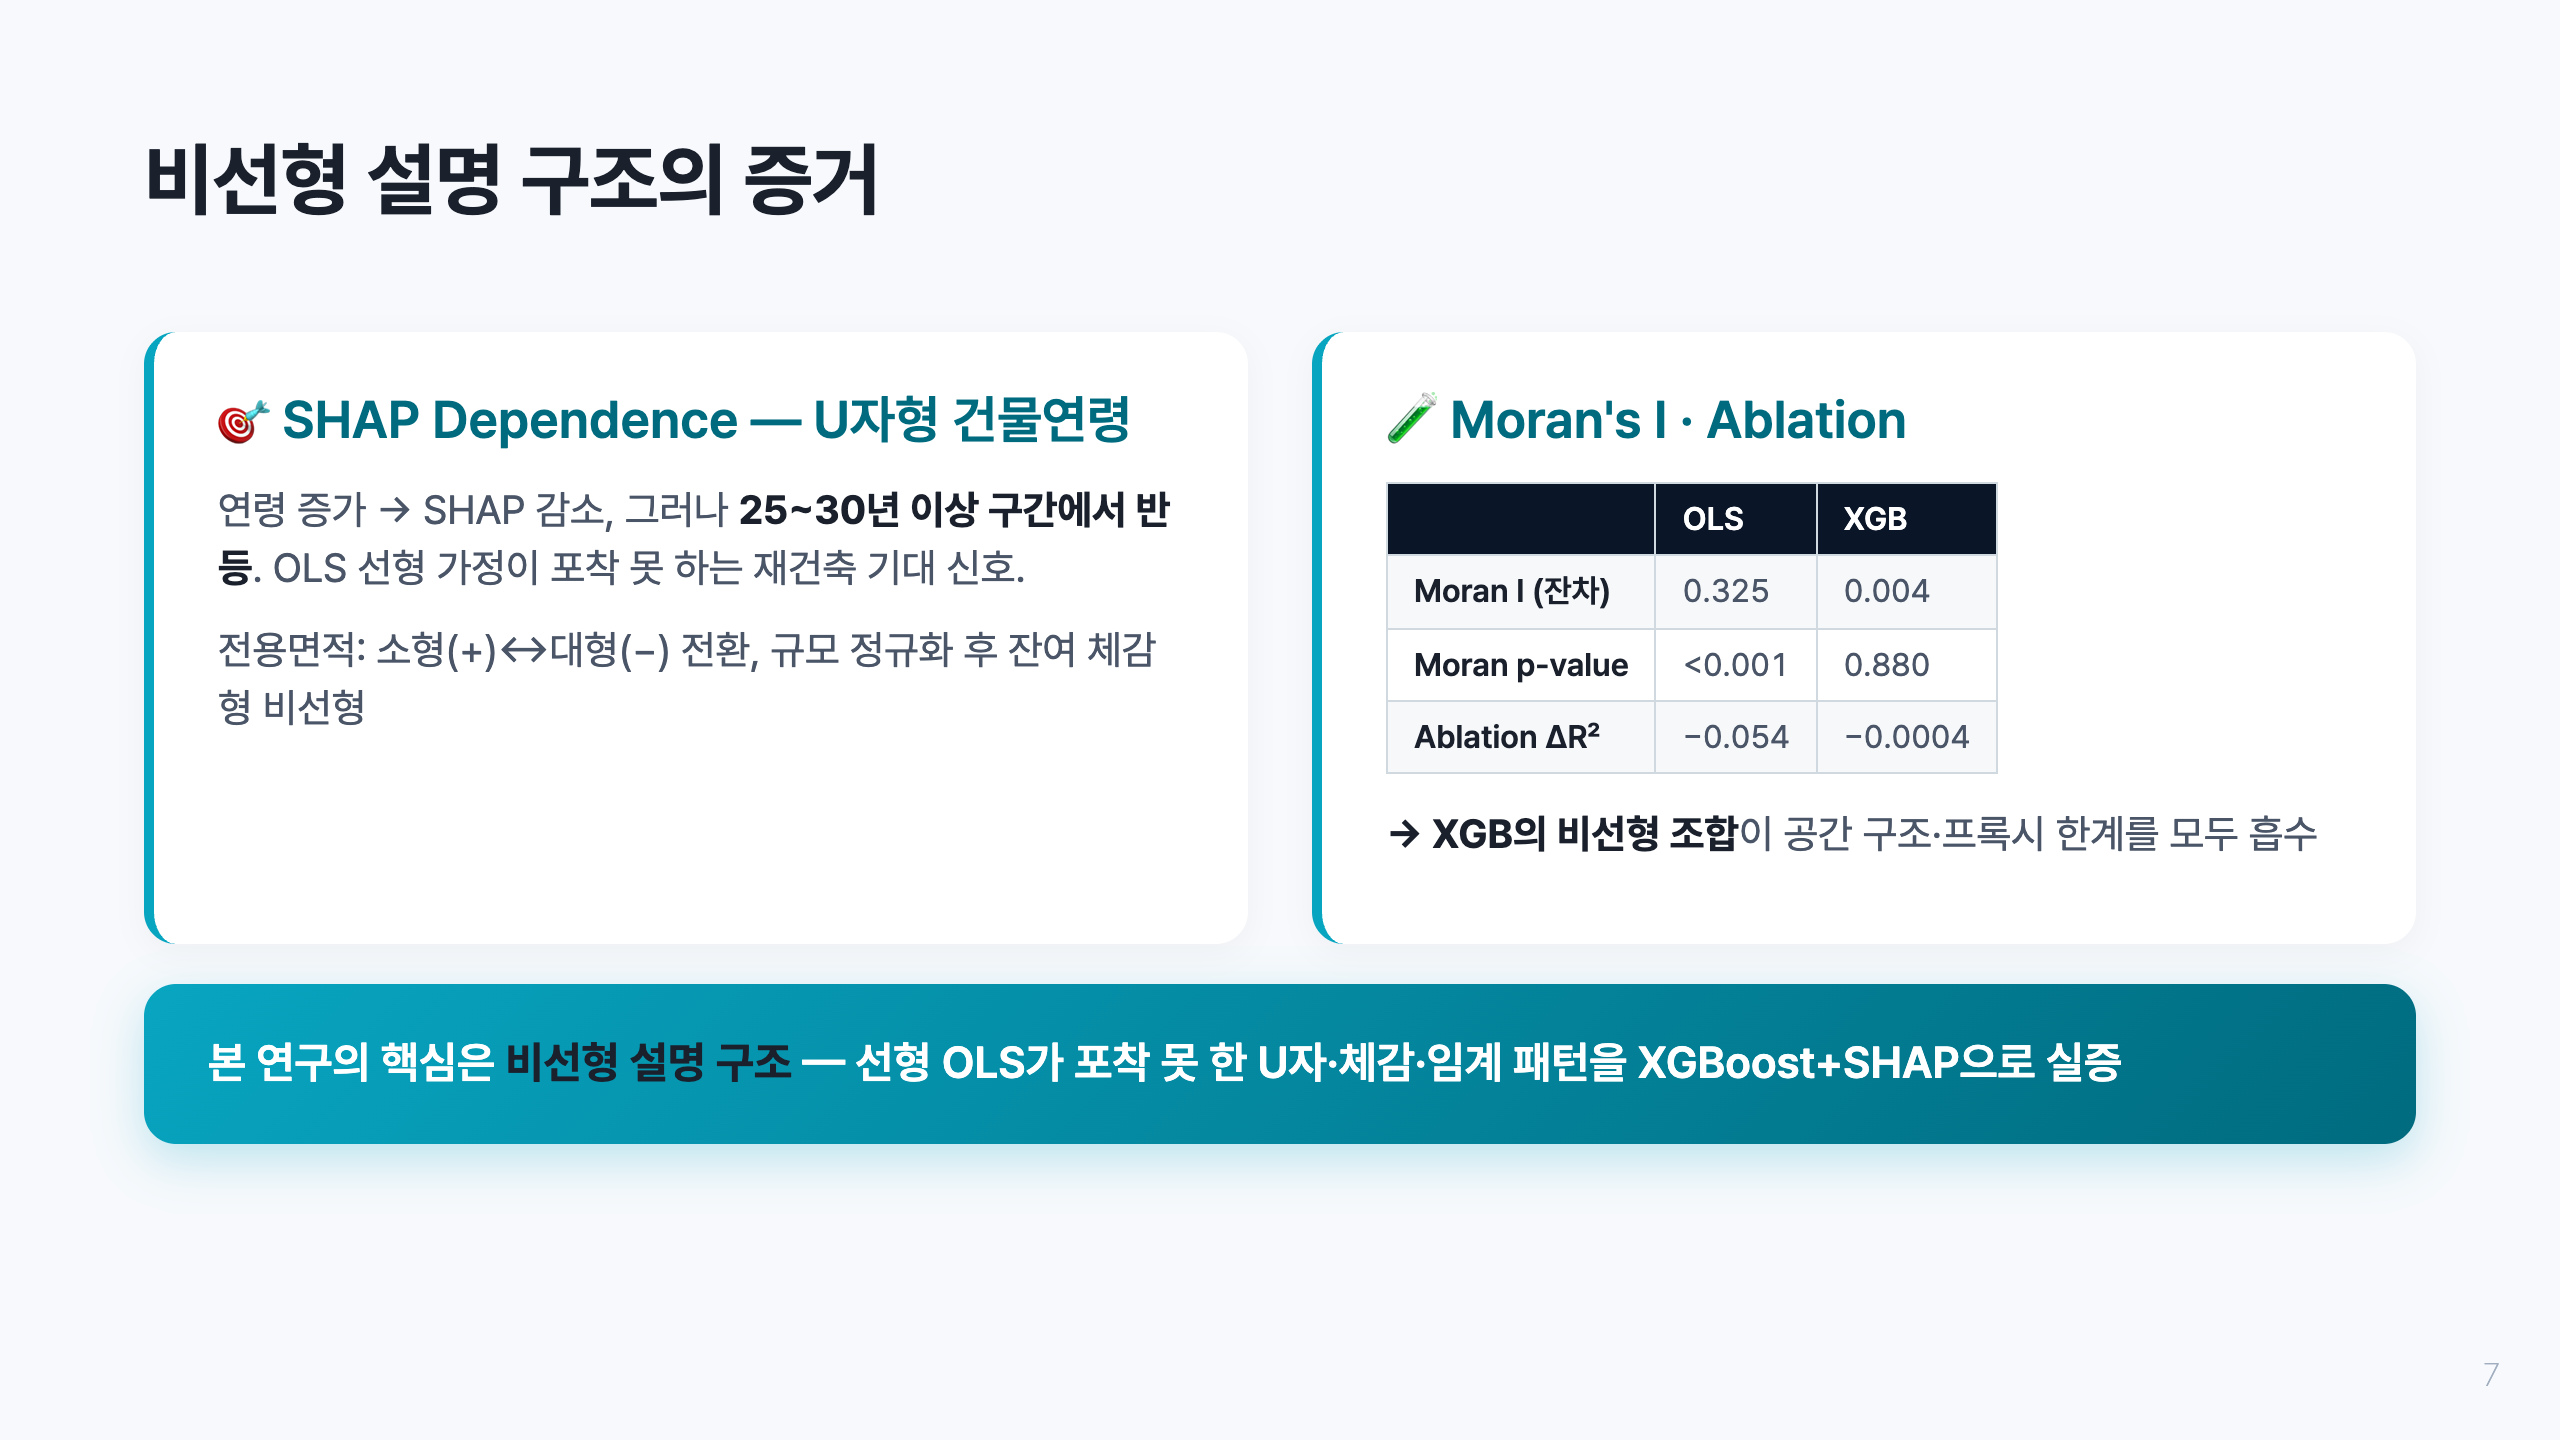 비선형 설명 구조의 증거
🎯 SHAP Dependence — U자형 건물연령
연령 증가 → SHAP 감소, 그러나 25~30년 이상 구간에서 반
등. OLS 선형 가정이 포착 못 하는 재건축 기대 신호.
전용면적: 소형(+)↔대형(−) 전환, 규모 정규화 후 잔여 체감
형 비선형
🧪 Moran's I · Ablation
OLS XGB
Moran I (잔차) 0.325 0.004
Moran p-value <0.001 0.880
Ablation ΔR² −0.054 −0.0004
→ XGB의 비선형 조합이 공간 구조·프록시 한계를 모두 흡수
본 연구의 핵심은 비선형 설명 구조 — 선형 OLS가 포착 못 한 U자·체감·임계 패턴을 XGBoost+SHAP으로 실증
7